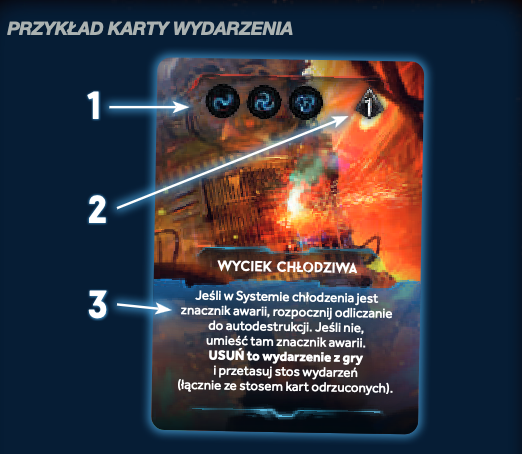 PRZYKŁAD KARTY WYDARZENIA
1
1
2
WYCIEK CHŁODZIWA
3
Jeśli w Systemie chłodzenia jest
znacznik awarii, rozpocznij odliczanie
do autodestrukcji. Jeśli nie,
umieść tam znacznik awarii.
USUŃ to wydarzenie z gry
i przetasuj stos wydarzeń
(łącznie ze stosem kart odrzuconych).